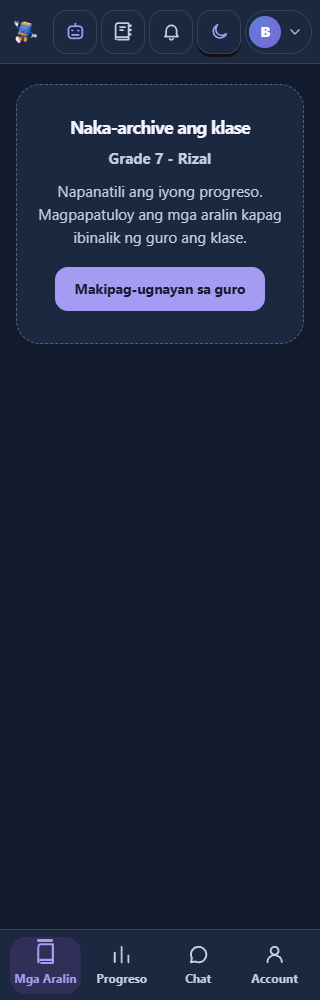 B
Naka-archive ang klase
Grade 7 - Rizal
Napanatili ang iyong progreso.
Magpapatuloy ang mga aralin kapag
ibinalik ng guro ang klase.
Makipag-ugnayan sa guro
Mga Aralin
Progreso
Chat
Account